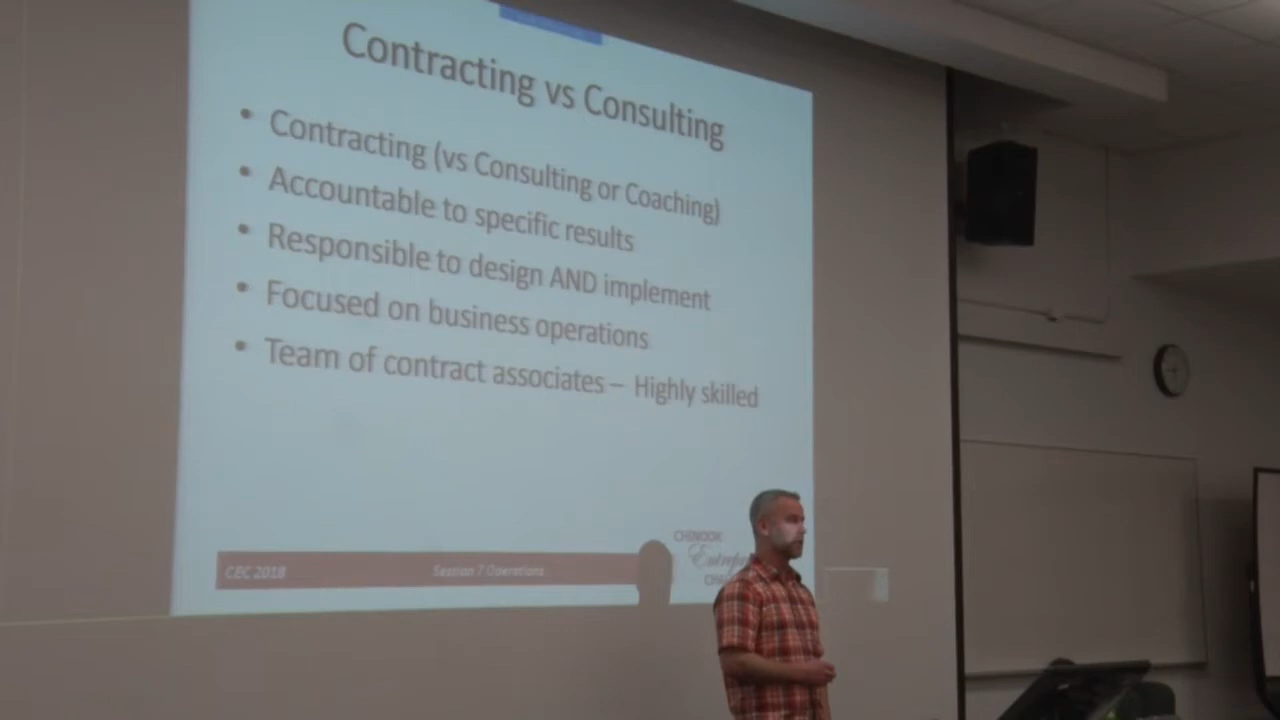 Contracting vs Consulting
• Contracting (vs Consulting or Coaching)
• Accountable to specific results
• Responsible to design AND implement
• Focused on business operations
• Team of contract associates – Highly skilled
CHINOOK
CEC 2018
Session 7 Operations